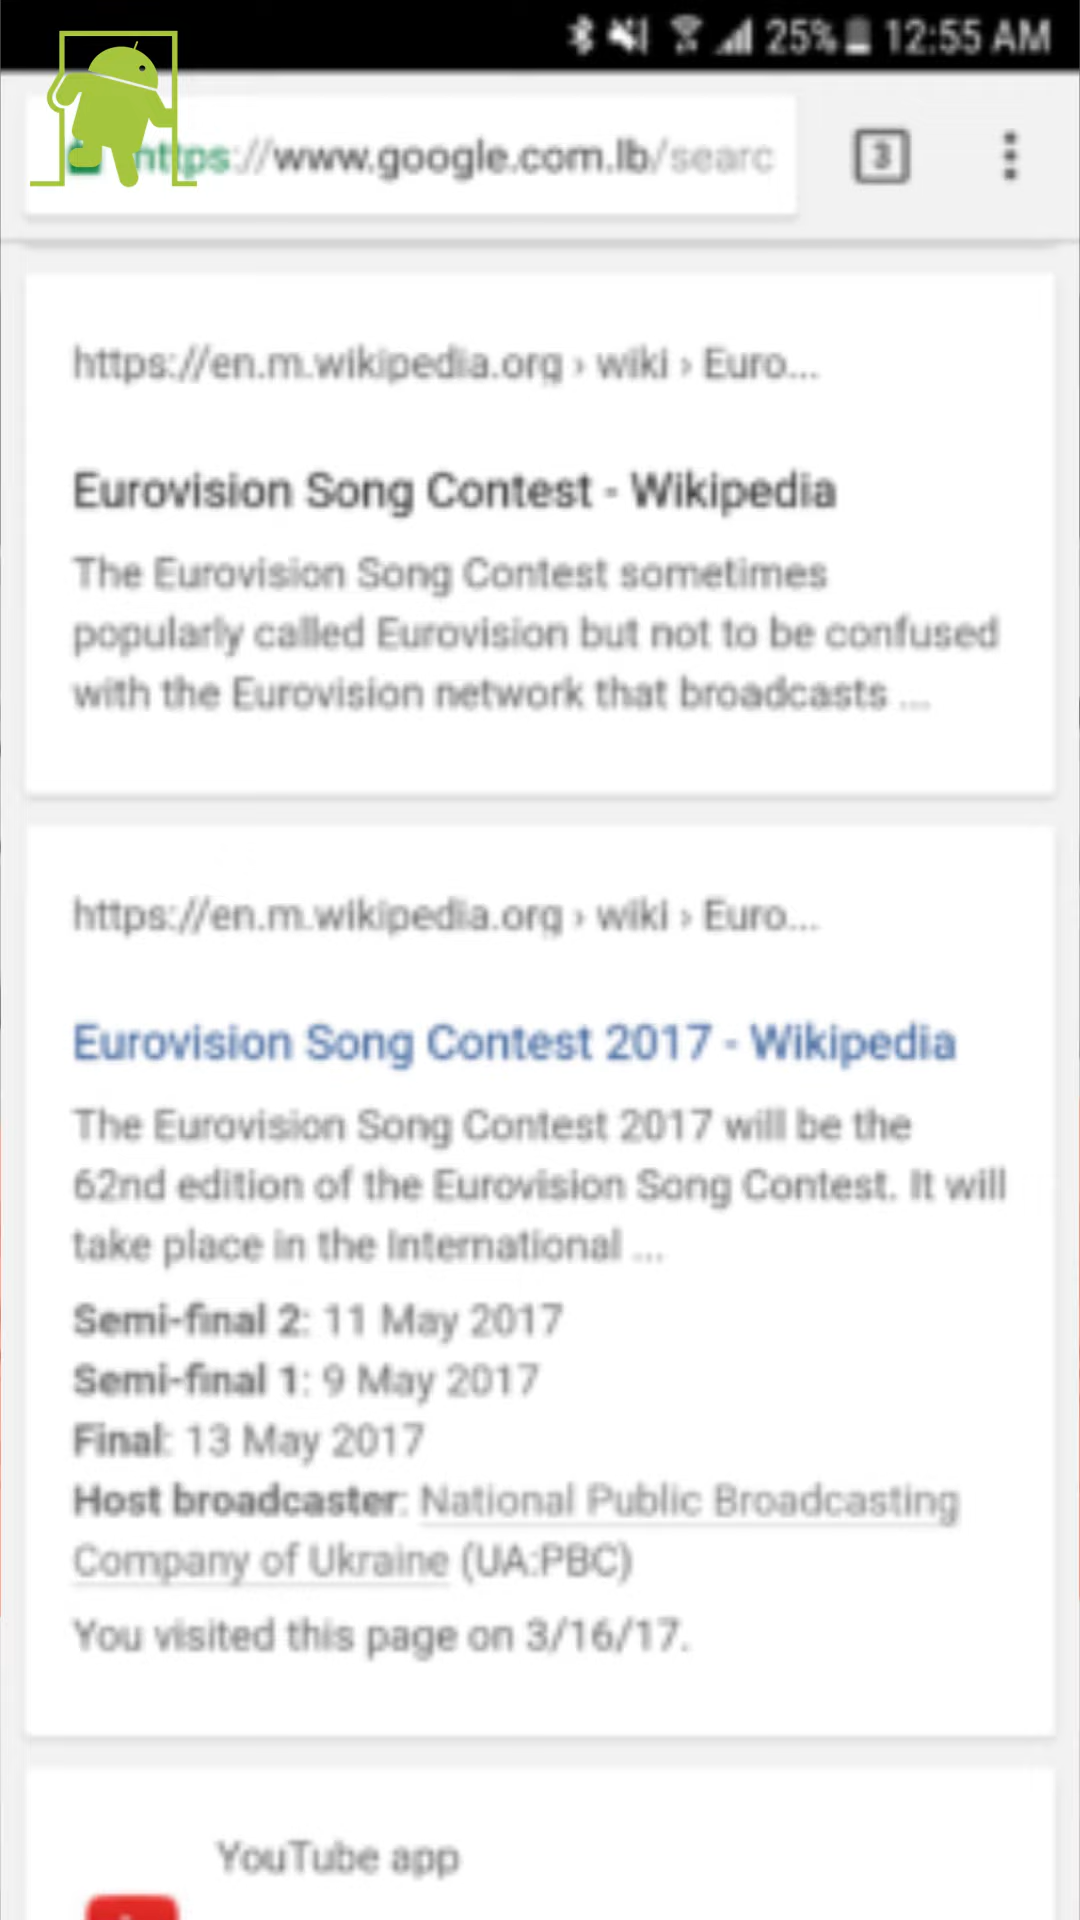 25% 12:55 AM
https://www.google.com.lb/searc
3
https://en.m.wikipedia.org › wiki › Euro...
Eurovision Song Contest - Wikipedia
The Eurovision Song Contest sometimes
popularly called Eurovision but not to be confused
with the Eurovision network that broadcasts ...
https://en.m.wikipedia.org › wiki › Euro...
Eurovision Song Contest 2017 - Wikipedia
The Eurovision Song Contest 2017 will be the
62nd edition of the Eurovision Song Contest. It will
take place in the International ...
Semi-final 2: 11 May 2017
Semi-final 1: 9 May 2017
Final: 13 May 2017
Host broadcaster: National Public Broadcasting
Company of Ukraine (UA:PBC)
You visited this page on 3/16/17.
YouTube app